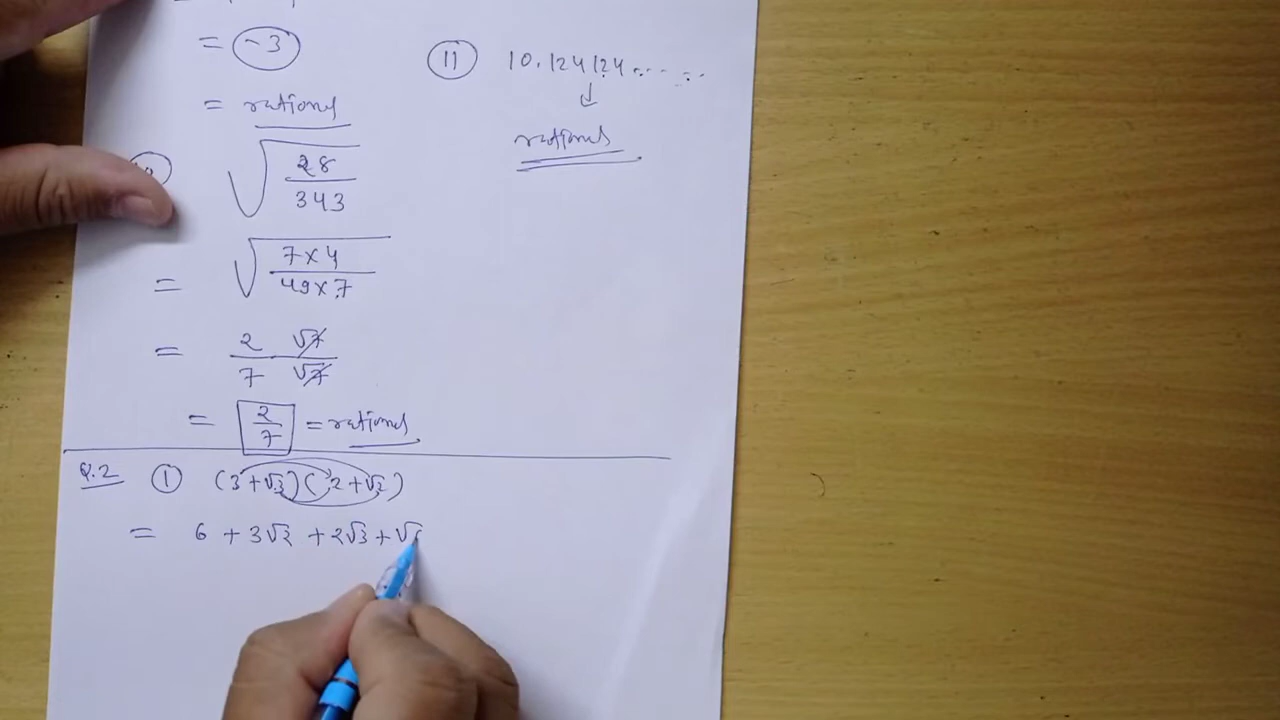 = -3
= rational
√28/343
= √7×4/49×7
= 2√7/7√7
= 2/7 = rational
11 10.124124......
↓
rational
Q.2 1 (3+√3)(2+√2)
= 6 + 3√2 + 2√3 + √